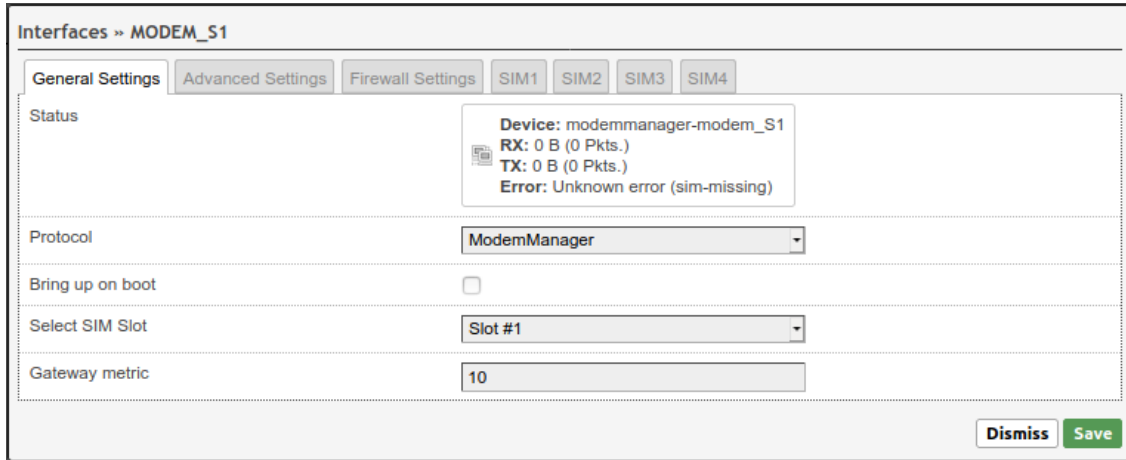 Interfaces » MODEM_S1
General Settings Advanced Settings Firewall Settings SIM1 SIM2 SIM3 SIM4
Status
Device: modemmanager-modem_S1
RX: 0 B (0 Pkts.)
TX: 0 B (0 Pkts.)
Error: Unknown error (sim-missing)
Protocol ModemManager
Bring up on boot
Select SIM Slot Slot #1
Gateway metric 10
Dismiss Save